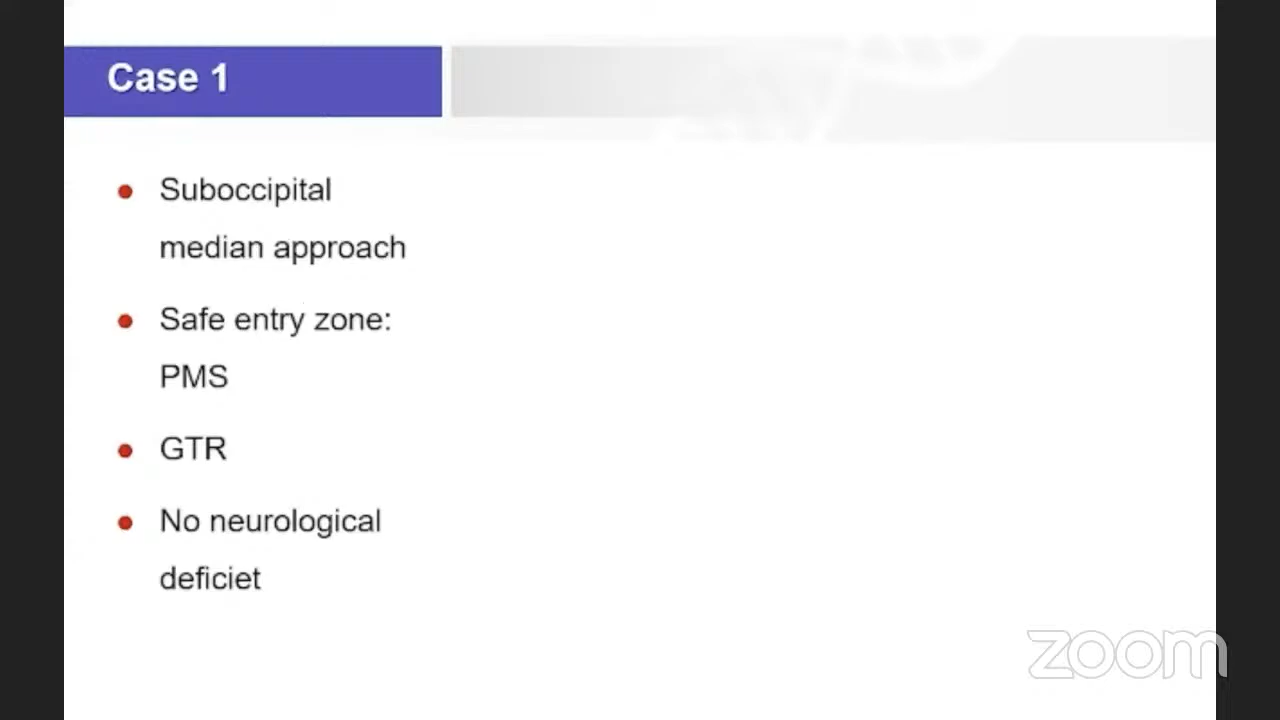 Case 1
Suboccipital
median approach
Safe entry zone:
PMS
GTR
No neurological
deficiet
zoom